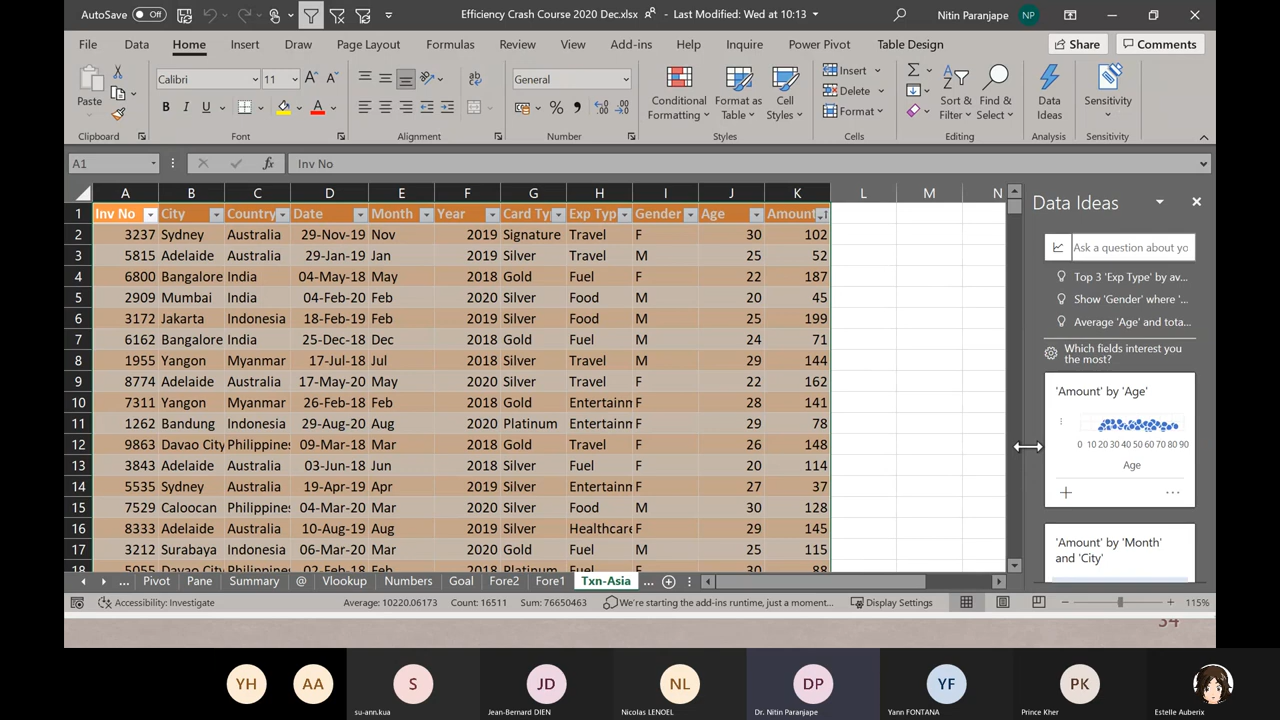 AutoSave Off Efficiency Crash Course 2020 Dec.xlsx - Last Modified: Wed at 10:13 Nitin Paranjape NP
File Data Home Insert Draw Page Layout Formulas Review View Add-ins Help Inquire Power Pivot Table Design Share Comments
Paste Calibri 11 General Conditional Formatting Format as Table Cell Styles Insert Delete Format Sort & Filter Find & Select Data Ideas Sensitivity
Clipboard Font Alignment Number Styles Cells Editing Analysis Sensitivity
A1 fx Inv No
A B C D E F G H I J K L M N
1 Inv No City Country Date Month Year Card Ty Exp Typ Gender Age Amount
2 3237 Sydney Australia 29-Nov-19 Nov 2019 Signature Travel F 30 102
3 5815 Adelaide Australia 29-Jan-19 Jan 2019 Silver Travel M 25 52
4 6800 Bangalore India 04-May-18 May 2018 Gold Fuel F 22 187
5 2909 Mumbai India 04-Feb-20 Feb 2020 Silver Food M 20 45
6 3172 Jakarta Indonesia 18-Feb-19 Feb 2019 Silver Food M 25 199
7 6162 Bangalore India 25-Dec-18 Dec 2018 Gold Fuel M 24 71
8 1955 Yangon Myanmar 17-Jul-18 Jul 2018 Silver Travel M 29 144
9 8774 Adelaide Australia 17-May-20 May 2020 Silver Travel F 22 162
10 7311 Yangon Myanmar 26-Feb-18 Feb 2018 Gold Entertainn F 28 141
11 1262 Bandung Indonesia 29-Aug-20 Aug 2020 Platinum Entertainn F 29 78
12 9863 Davao City Philippines 09-Mar-18 Mar 2018 Gold Travel F 26 148
13 3843 Adelaide Australia 03-Jun-18 Jun 2018 Silver Fuel F 20 114
14 5535 Sydney Australia 19-Apr-19 Apr 2019 Silver Entertainn F 27 37
15 7529 Caloocan Philippines 04-Mar-20 Mar 2020 Silver Food M 30 128
16 8333 Adelaide Australia 10-Aug-19 Aug 2019 Silver Healthcare F 29 145
17 3212 Surabaya Indonesia 06-Mar-20 Mar 2020 Gold Fuel M 25 115
18 5055 Davao City Philippines 02-Feb-18 Feb 2018 Platinum Fuel F 30 88
Data Ideas
Ask a question about yo
Top 3 'Exp Type' by av...
Show 'Gender' where '...
Average 'Age' and tota...
Which fields interest you
the most?
'Amount' by 'Age'
0 10 20 30 40 50 60 70 80 90
Age
'Amount' by 'Month'
and 'City'
... Pivot Pane Summary @ Vlookup Numbers Goal Fore2 Fore1 Txn-Asia ...
Accessibility: Investigate Average: 10220.06173 Count: 16511 Sum: 76650463 We're starting the add-ins runtime, just a moment... Display Settings 115%
34
YH AA S JD NL DP YF PK
su-ann.kua Jean-Bernard DIEN Nicolas LENOEL Dr. Nitin Paranjape Yann FONTANA Prince Kher Estelle Auberix